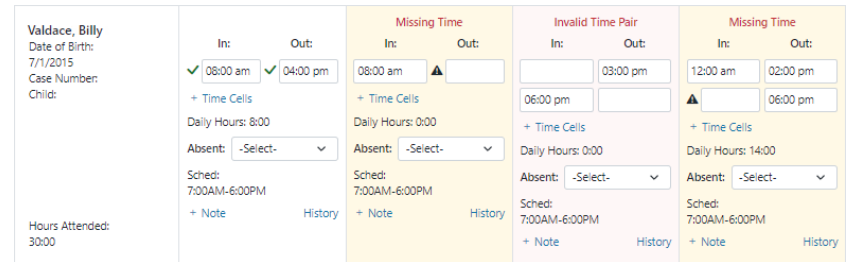 Valdace, Billy
Date of Birth:
7/1/2015
Case Number:
Child:
Hours Attended:
30:00
In: Out:
08:00 am 04:00 pm
+ Time Cells
Daily Hours: 8:00
Absent: -Select-
Sched:
7:00AM-6:00PM
+ Note History
Missing Time
In: Out:
08:00 am
+ Time Cells
Daily Hours: 0:00
Absent: -Select-
Sched:
7:00AM-6:00PM
+ Note History
Invalid Time Pair
In: Out:
03:00 pm
06:00 pm
+ Time Cells
Daily Hours: 0:00
Absent: -Select-
Sched:
7:00AM-6:00PM
+ Note History
Missing Time
In: Out:
12:00 am 02:00 pm
06:00 pm
+ Time Cells
Daily Hours: 14:00
Absent: -Select-
Sched:
7:00AM-6:00PM
+ Note History